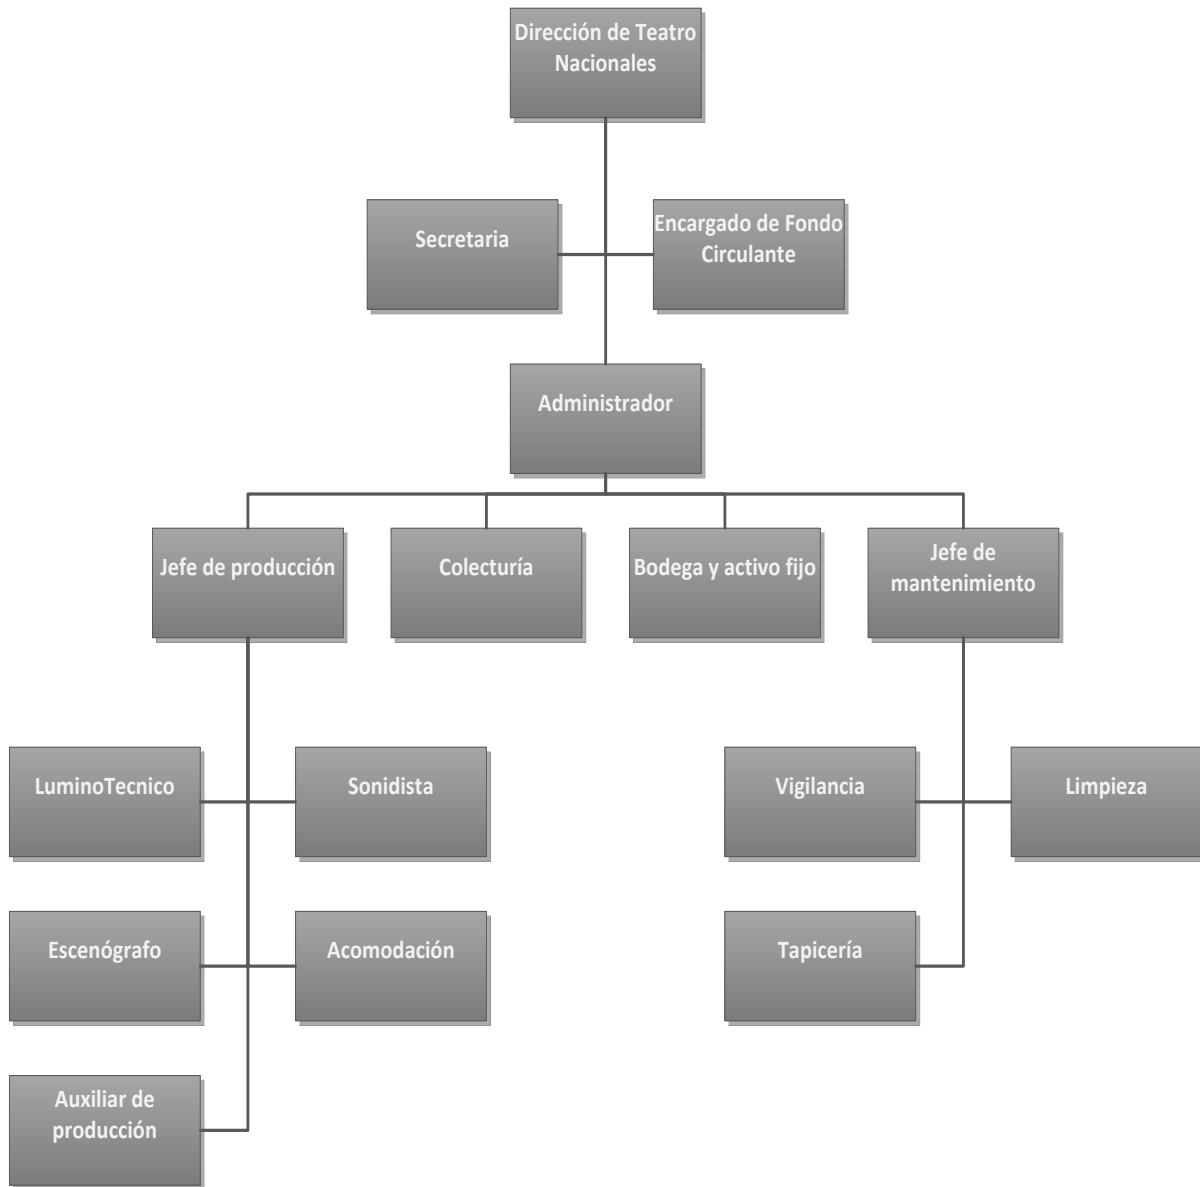 Dirección de Teatro
Nacionales
Secretaria
Encargado de Fondo
Circulante
Administrador
Jefe de producción
Colecturía
Bodega y activo fijo
Jefe de
mantenimiento
LuminoTecnico
Sonidista
Vigilancia
Limpieza
Escenógrafo
Acomodación
Tapicería
Auxiliar de
producción